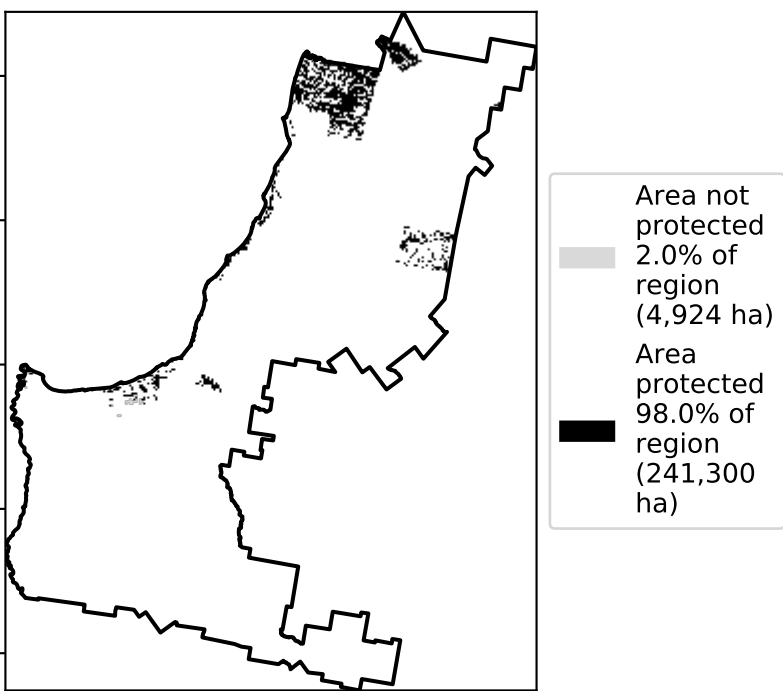 Area not
protected
2.0% of
region
(4,924 ha)
Area
protected
98.0% of
region
(241,300
ha)